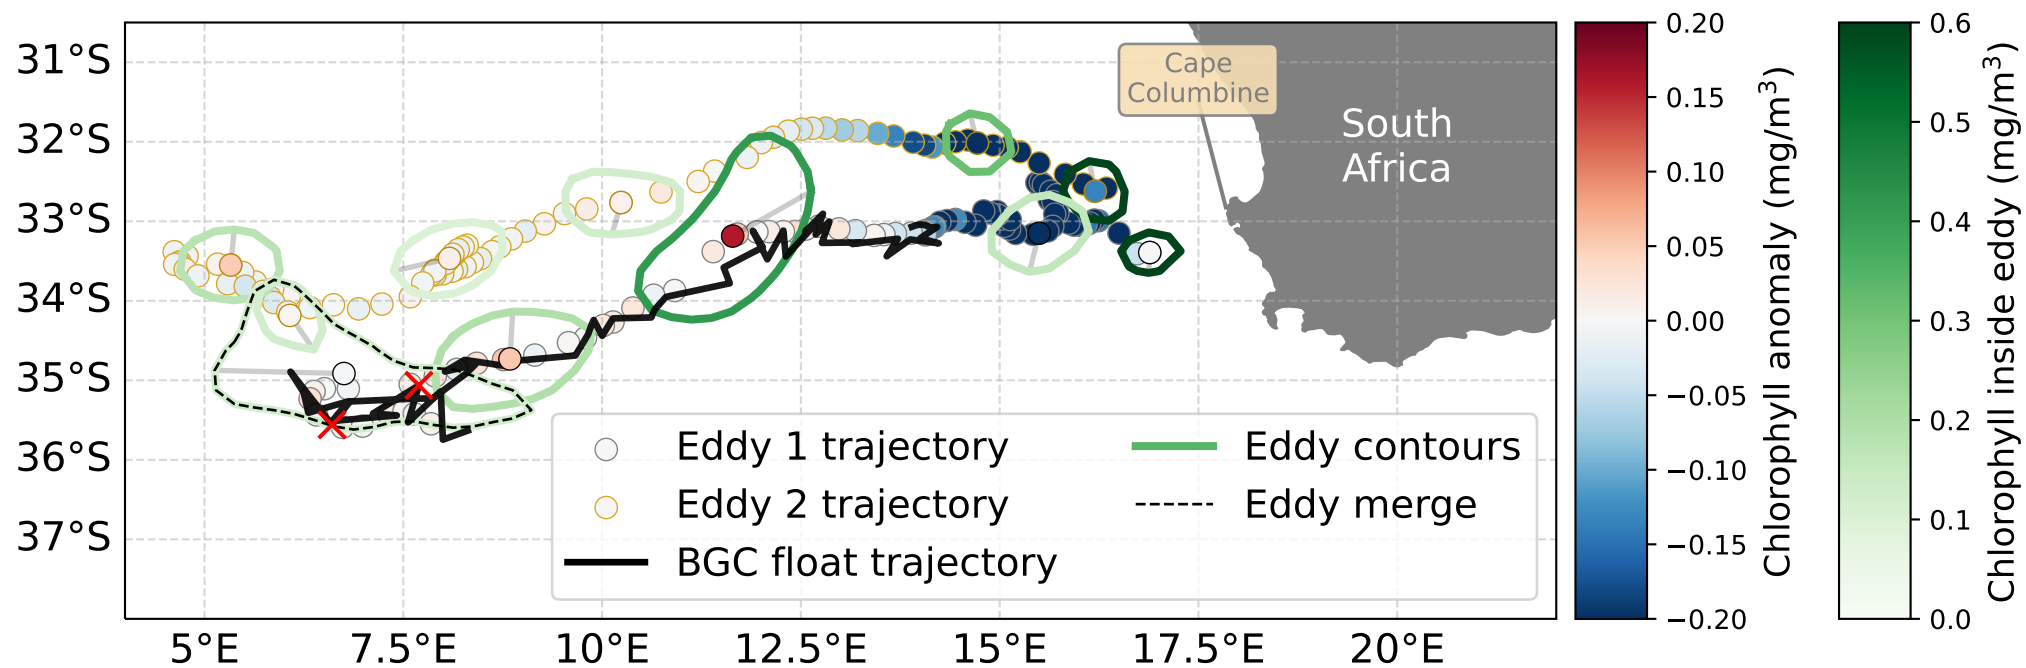 31°S
32°S
33°S
34°S
35°S
36°S
37°S
5°E
7.5°E
10°E
12.5°E
15°E
17.5°E
20°E
Cape
Columbine
South
Africa
Eddy 1 trajectory
Eddy 2 trajectory
BGC float trajectory
Eddy contours
Eddy merge
0.20
0.15
0.10
0.05
0.00
−0.05
−0.10
−0.15
−0.20
Chlorophyll anomaly (mg/m³)
0.6
0.5
0.4
0.3
0.2
0.1
0.0
Chlorophyll inside eddy (mg/m³)